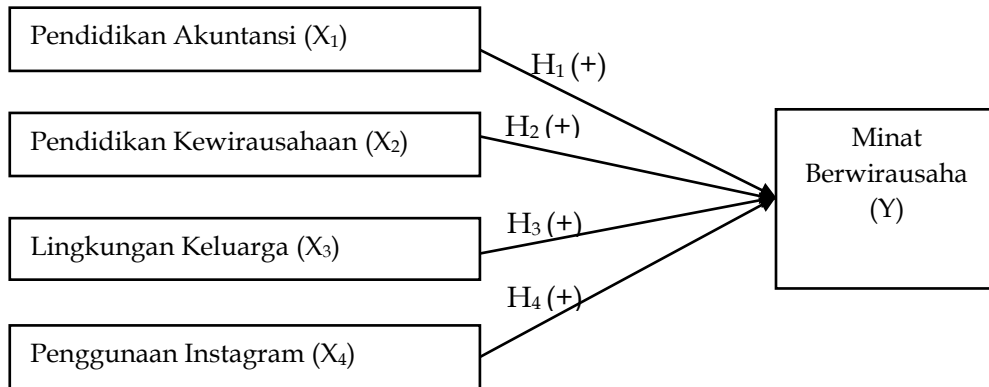 Pendidikan Akuntansi (X₁)
H₁ (+)
Pendidikan Kewirausahaan (X₂)
H₂ (+)
Lingkungan Keluarga (X₃)
H₃ (+)
Penggunaan Instagram (X₄)
H₄ (+)
Minat
Berwirausaha
(Y)